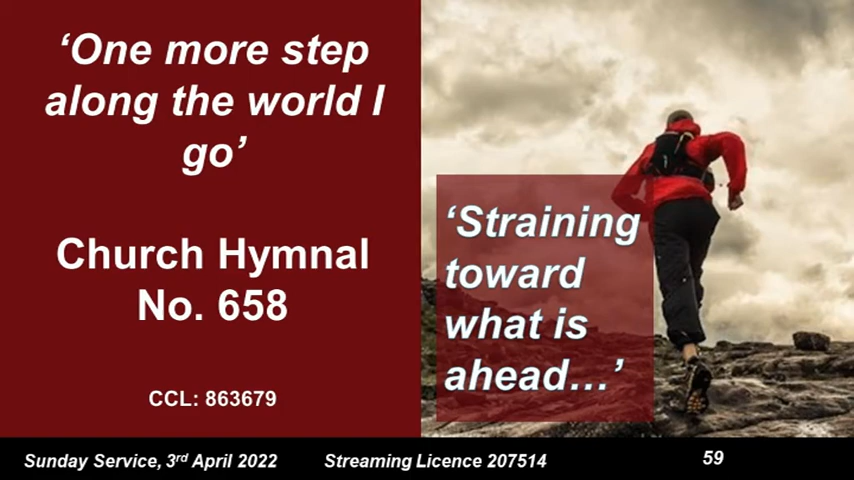 ‘One more step
along the world I
go’
Church Hymnal
No. 658
CCL: 863679
‘Straining
toward
what is
ahead…’
Sunday Service, 3rd April 2022 Streaming Licence 207514 59